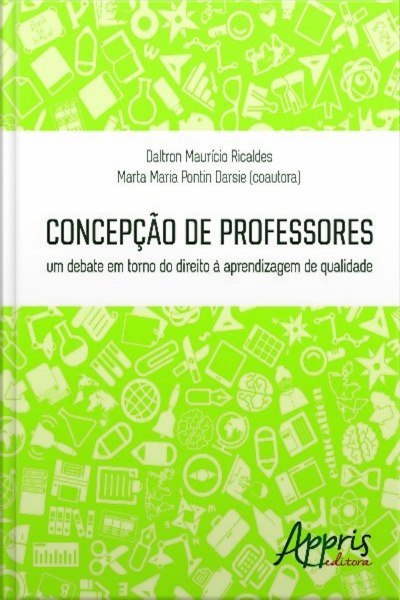 Daltron Maurício Ricaldes
Marta Maria Pontin Darsie (coautora)
CONCEPÇÃO DE PROFESSORES
um debate em torno do direito à aprendizagem de qualidade
Appris
editora